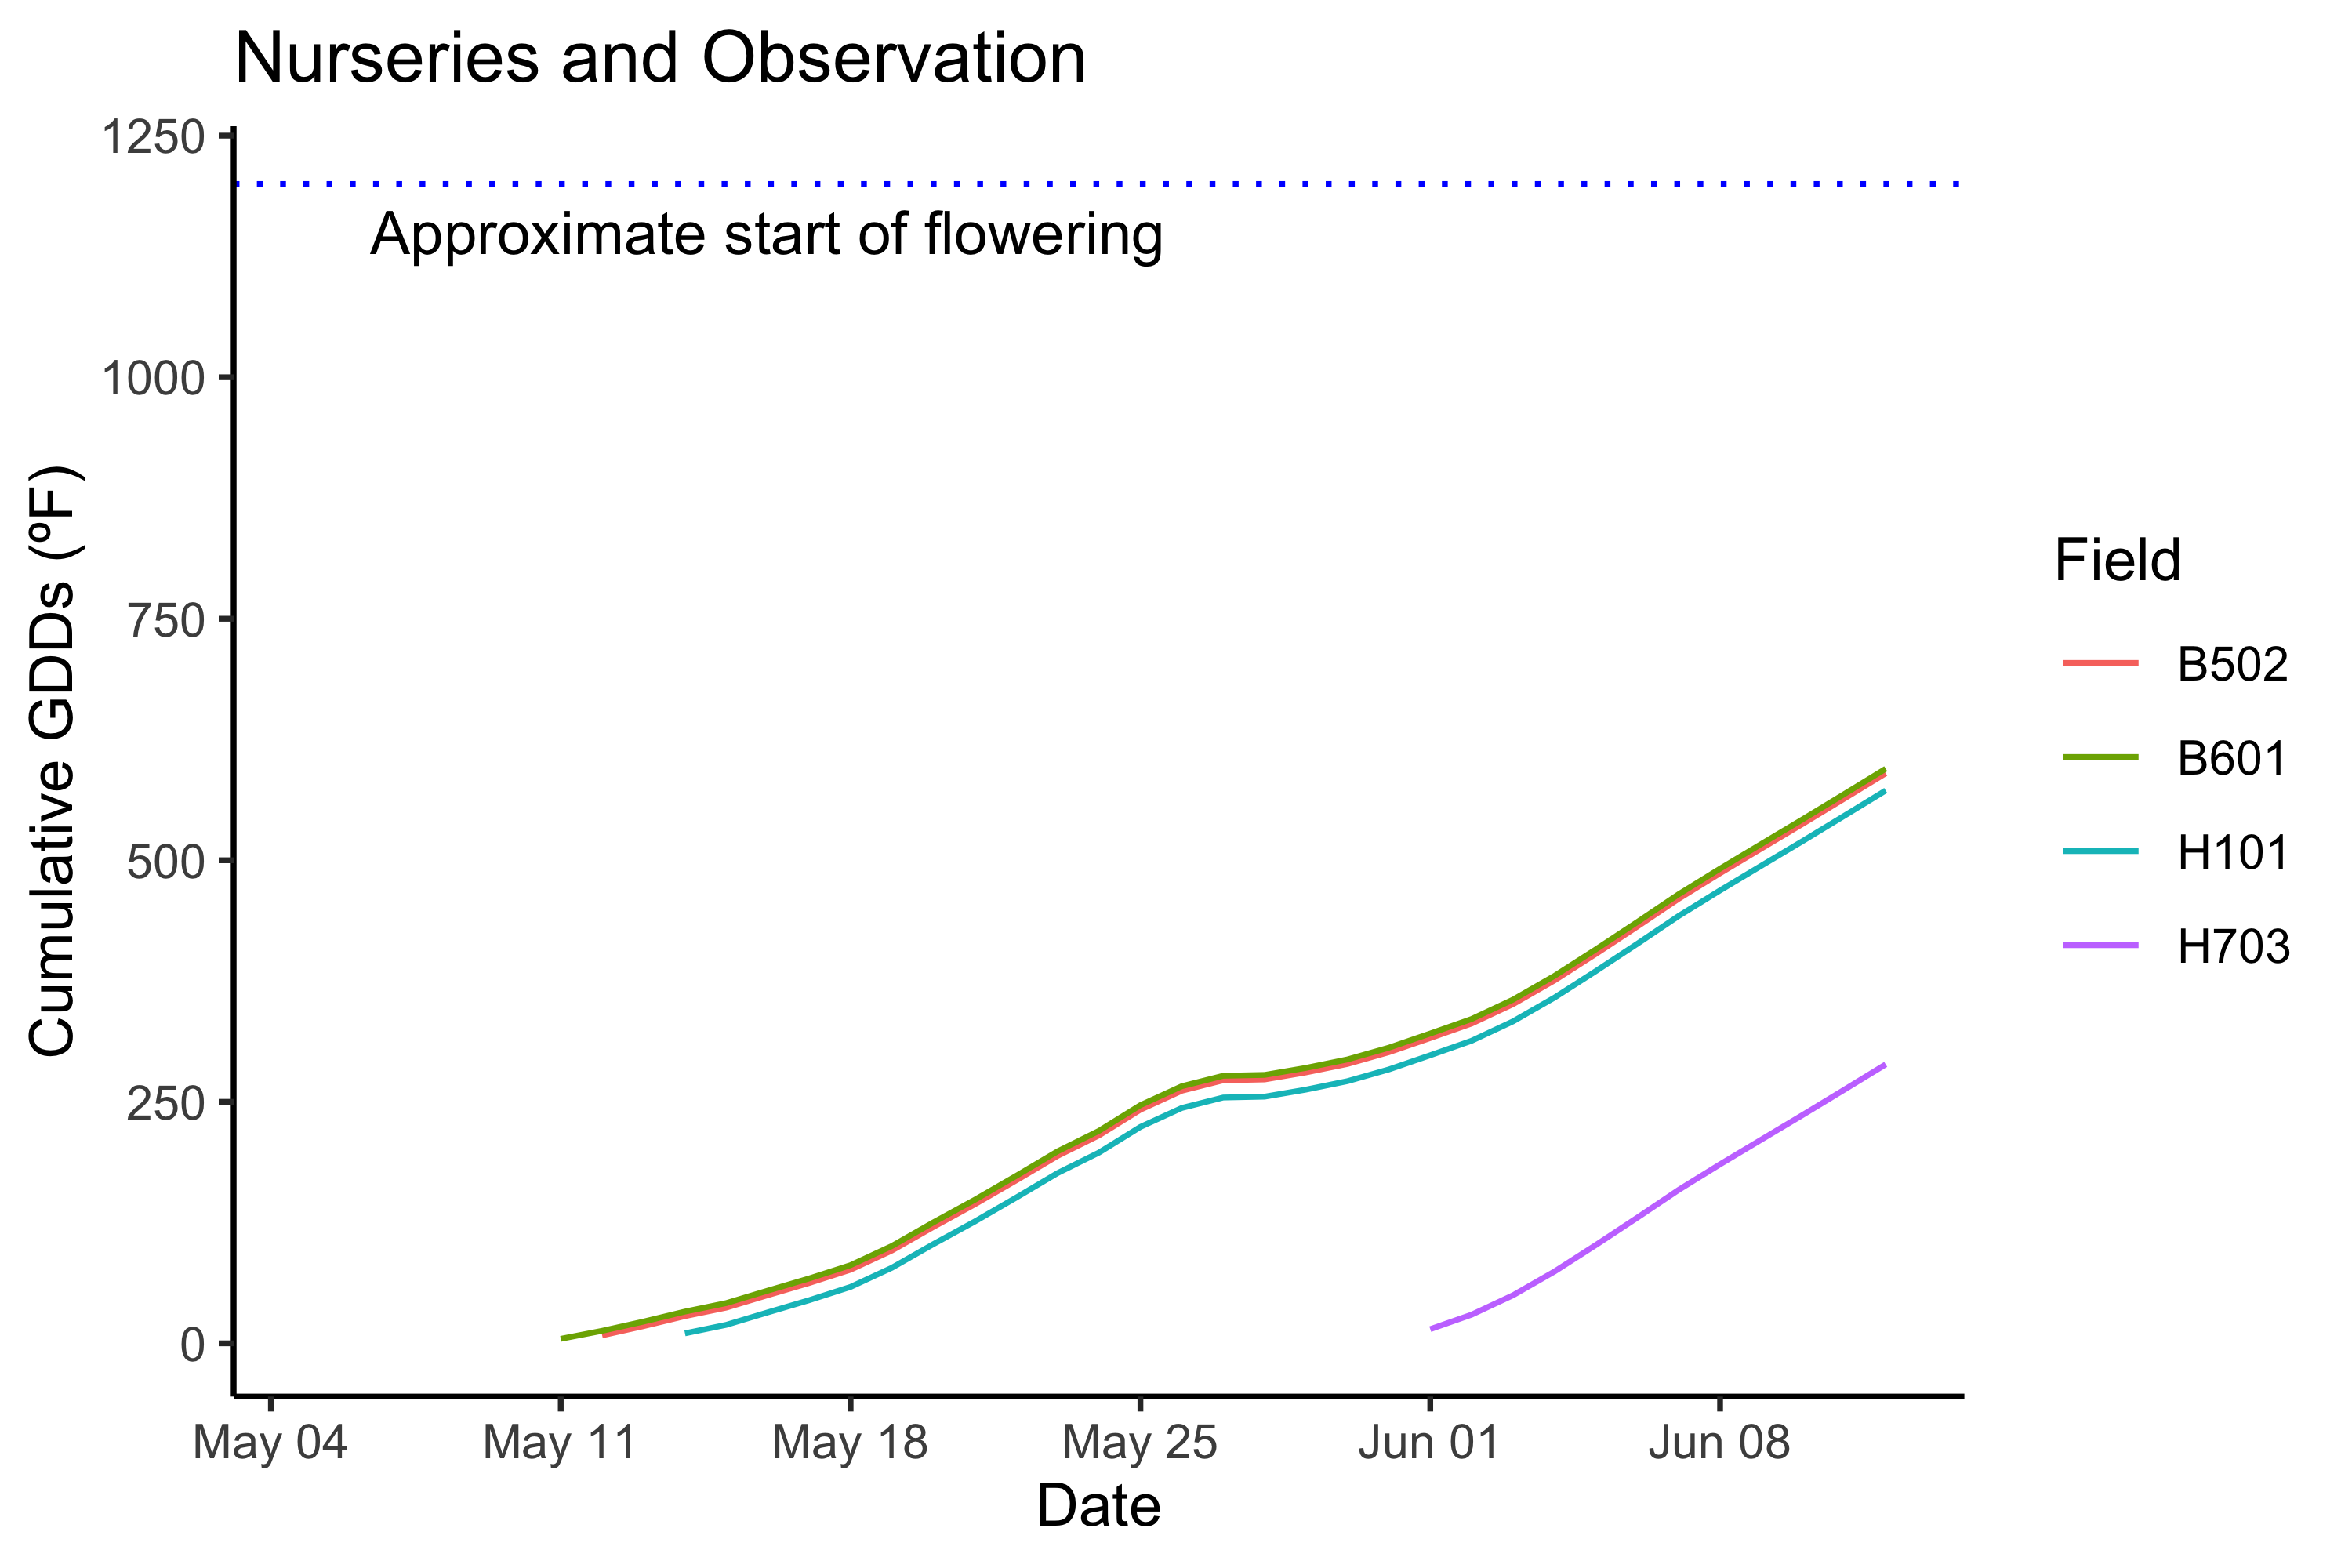 Nurseries and Observation
1250
Approximate start of flowering
1000
750
500
250
0
Cumulative GDDs (ºF)
May 04
May 11
May 18
May 25
Jun 01
Jun 08
Date
Field
B502
B601
H101
H703